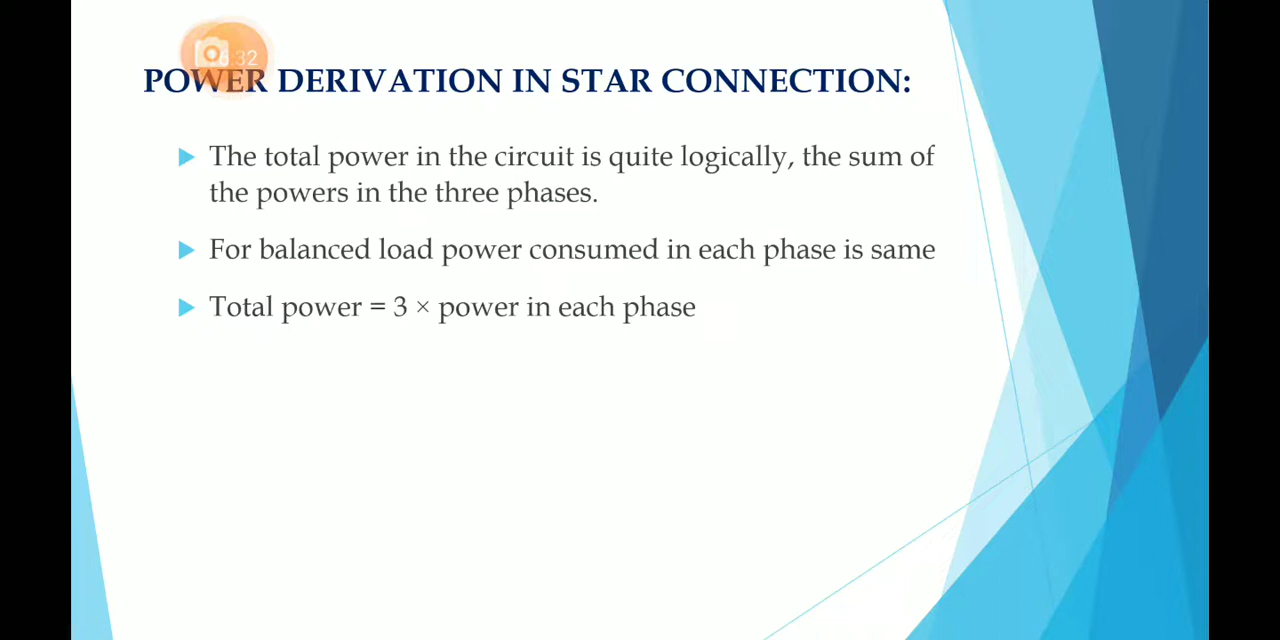 6:32
POWER DERIVATION IN STAR CONNECTION:
The total power in the circuit is quite logically, the sum of
the powers in the three phases.
For balanced load power consumed in each phase is same
Total power = 3 × power in each phase